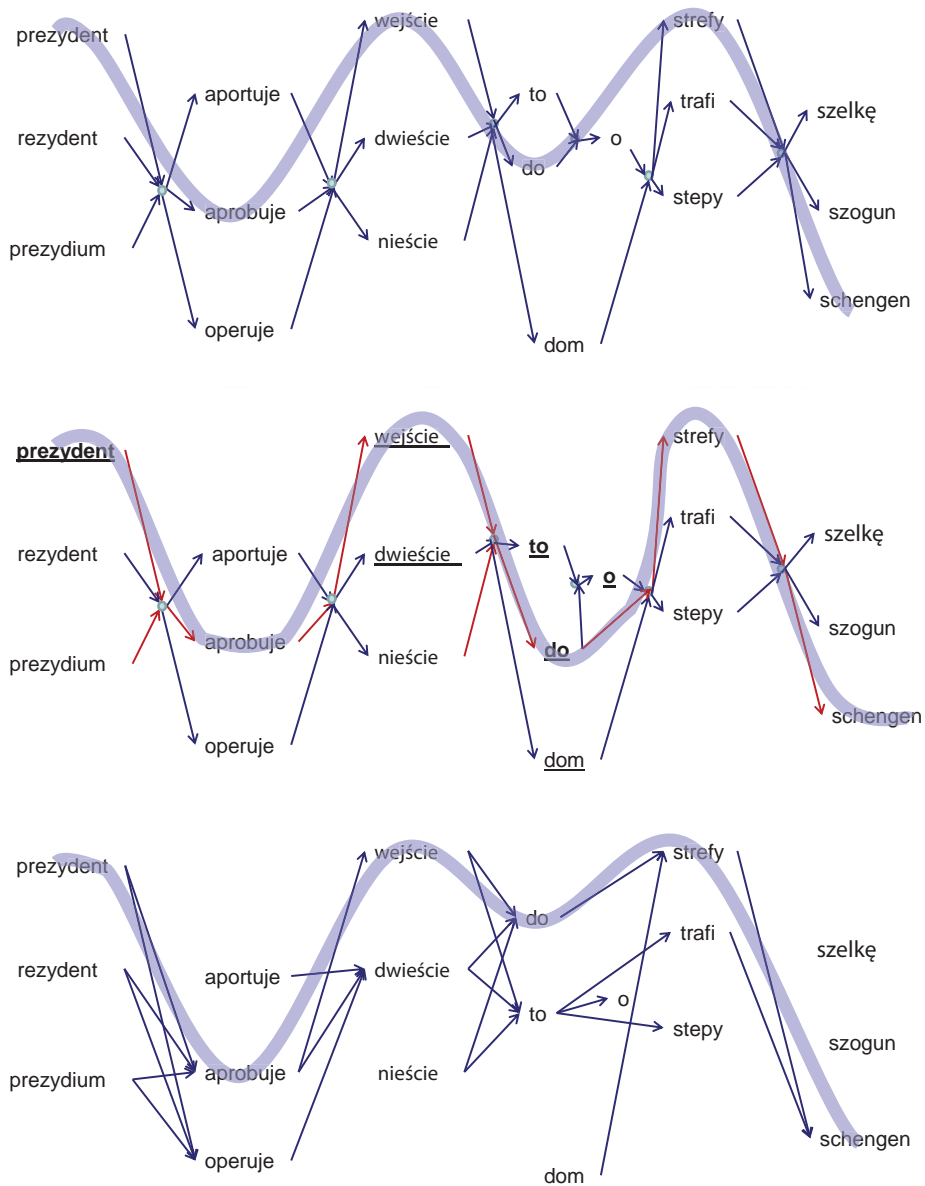 prezydent
rezydent
prezydium
aportuje
aprobuje
operuje
wejście
dwieście
nieście
to
do
dom
o
strefy
trafi
stepy
szelkę
szogun
schengen
prezydent
rezydent
prezydium
aportuje
aprobuje
operuje
wejście
dwieście
nieście
to
do
dom
o
strefy
trafi
stepy
szelkę
szogun
schengen
prezydent
rezydent
prezydium
aportuje
aprobuje
operuje
wejście
dwieście
nieście
do
to
dom
o
strefy
trafi
stepy
szelkę
szogun
schengen